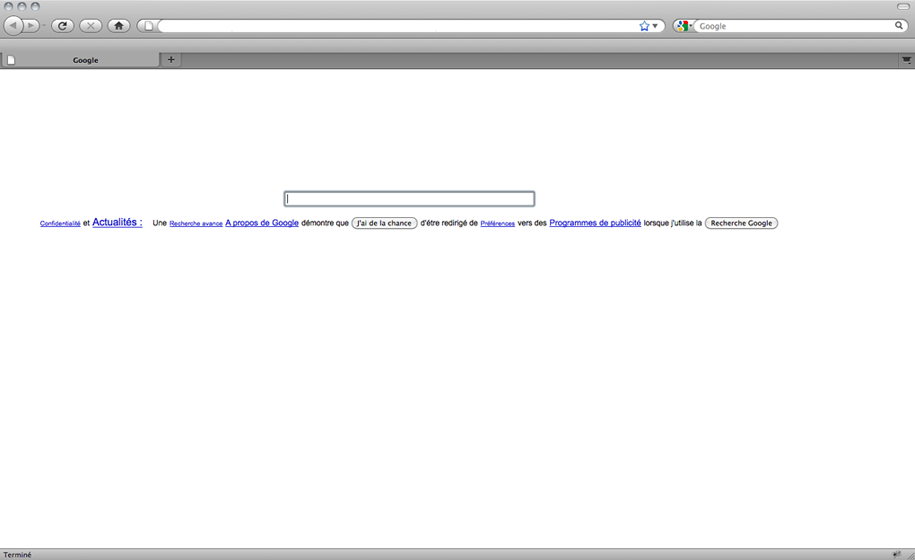 Google
Google
Confidentialité et Actualités : Une Recherche avance A propos de Google démontre que J'ai de la chance d'être redirigé de Préférences vers des Programmes de publicité lorsque j'utilise la Recherche Google
Terminé